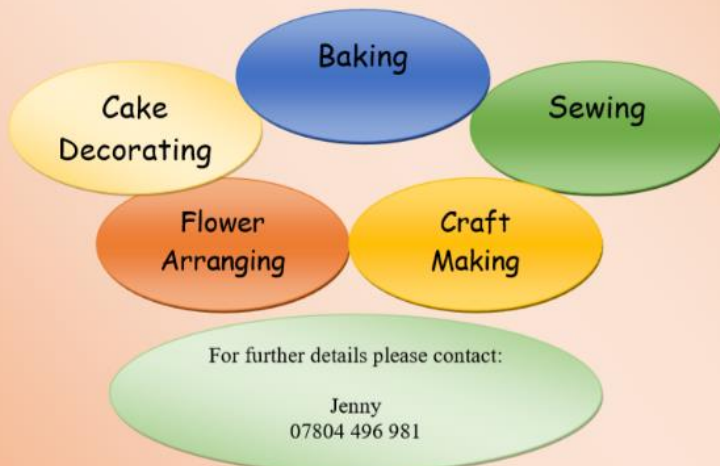 Baking
Cake
Decorating
Sewing
Flower
Arranging
Craft
Making
For further details please contact:
Jenny
07804 496 981